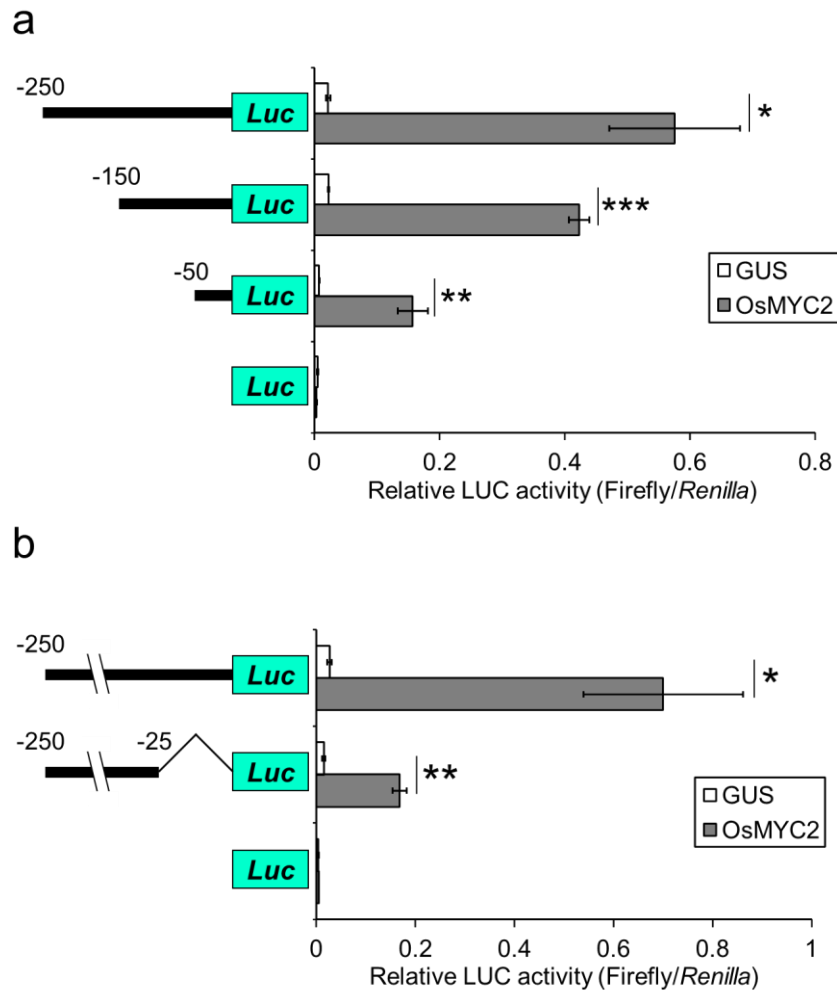 a
-250
Luc
*
-150
Luc
***
-50
Luc
**
GUS
OsMYC2
Luc
0 0.2 0.4 0.6 0.8
Relative LUC activity (Firefly/Renilla)
b
-250
Luc
*
-250 -25
Luc
**
GUS
OsMYC2
Luc
0 0.2 0.4 0.6 0.8 1
Relative LUC activity (Firefly/Renilla)